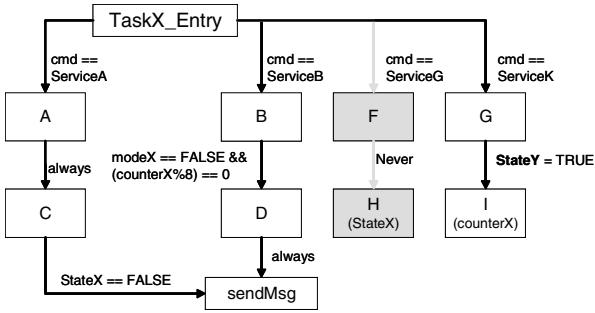 TaskX_Entry
cmd ==
ServiceA
cmd ==
ServiceB
cmd ==
ServiceG
cmd ==
ServiceK
A
B
F
G
always
modeX == FALSE &&
(counterX%8) == 0
Never
StateY = TRUE
C
D
H
(StateX)
I
(counterX)
StateX == FALSE
always
sendMsg